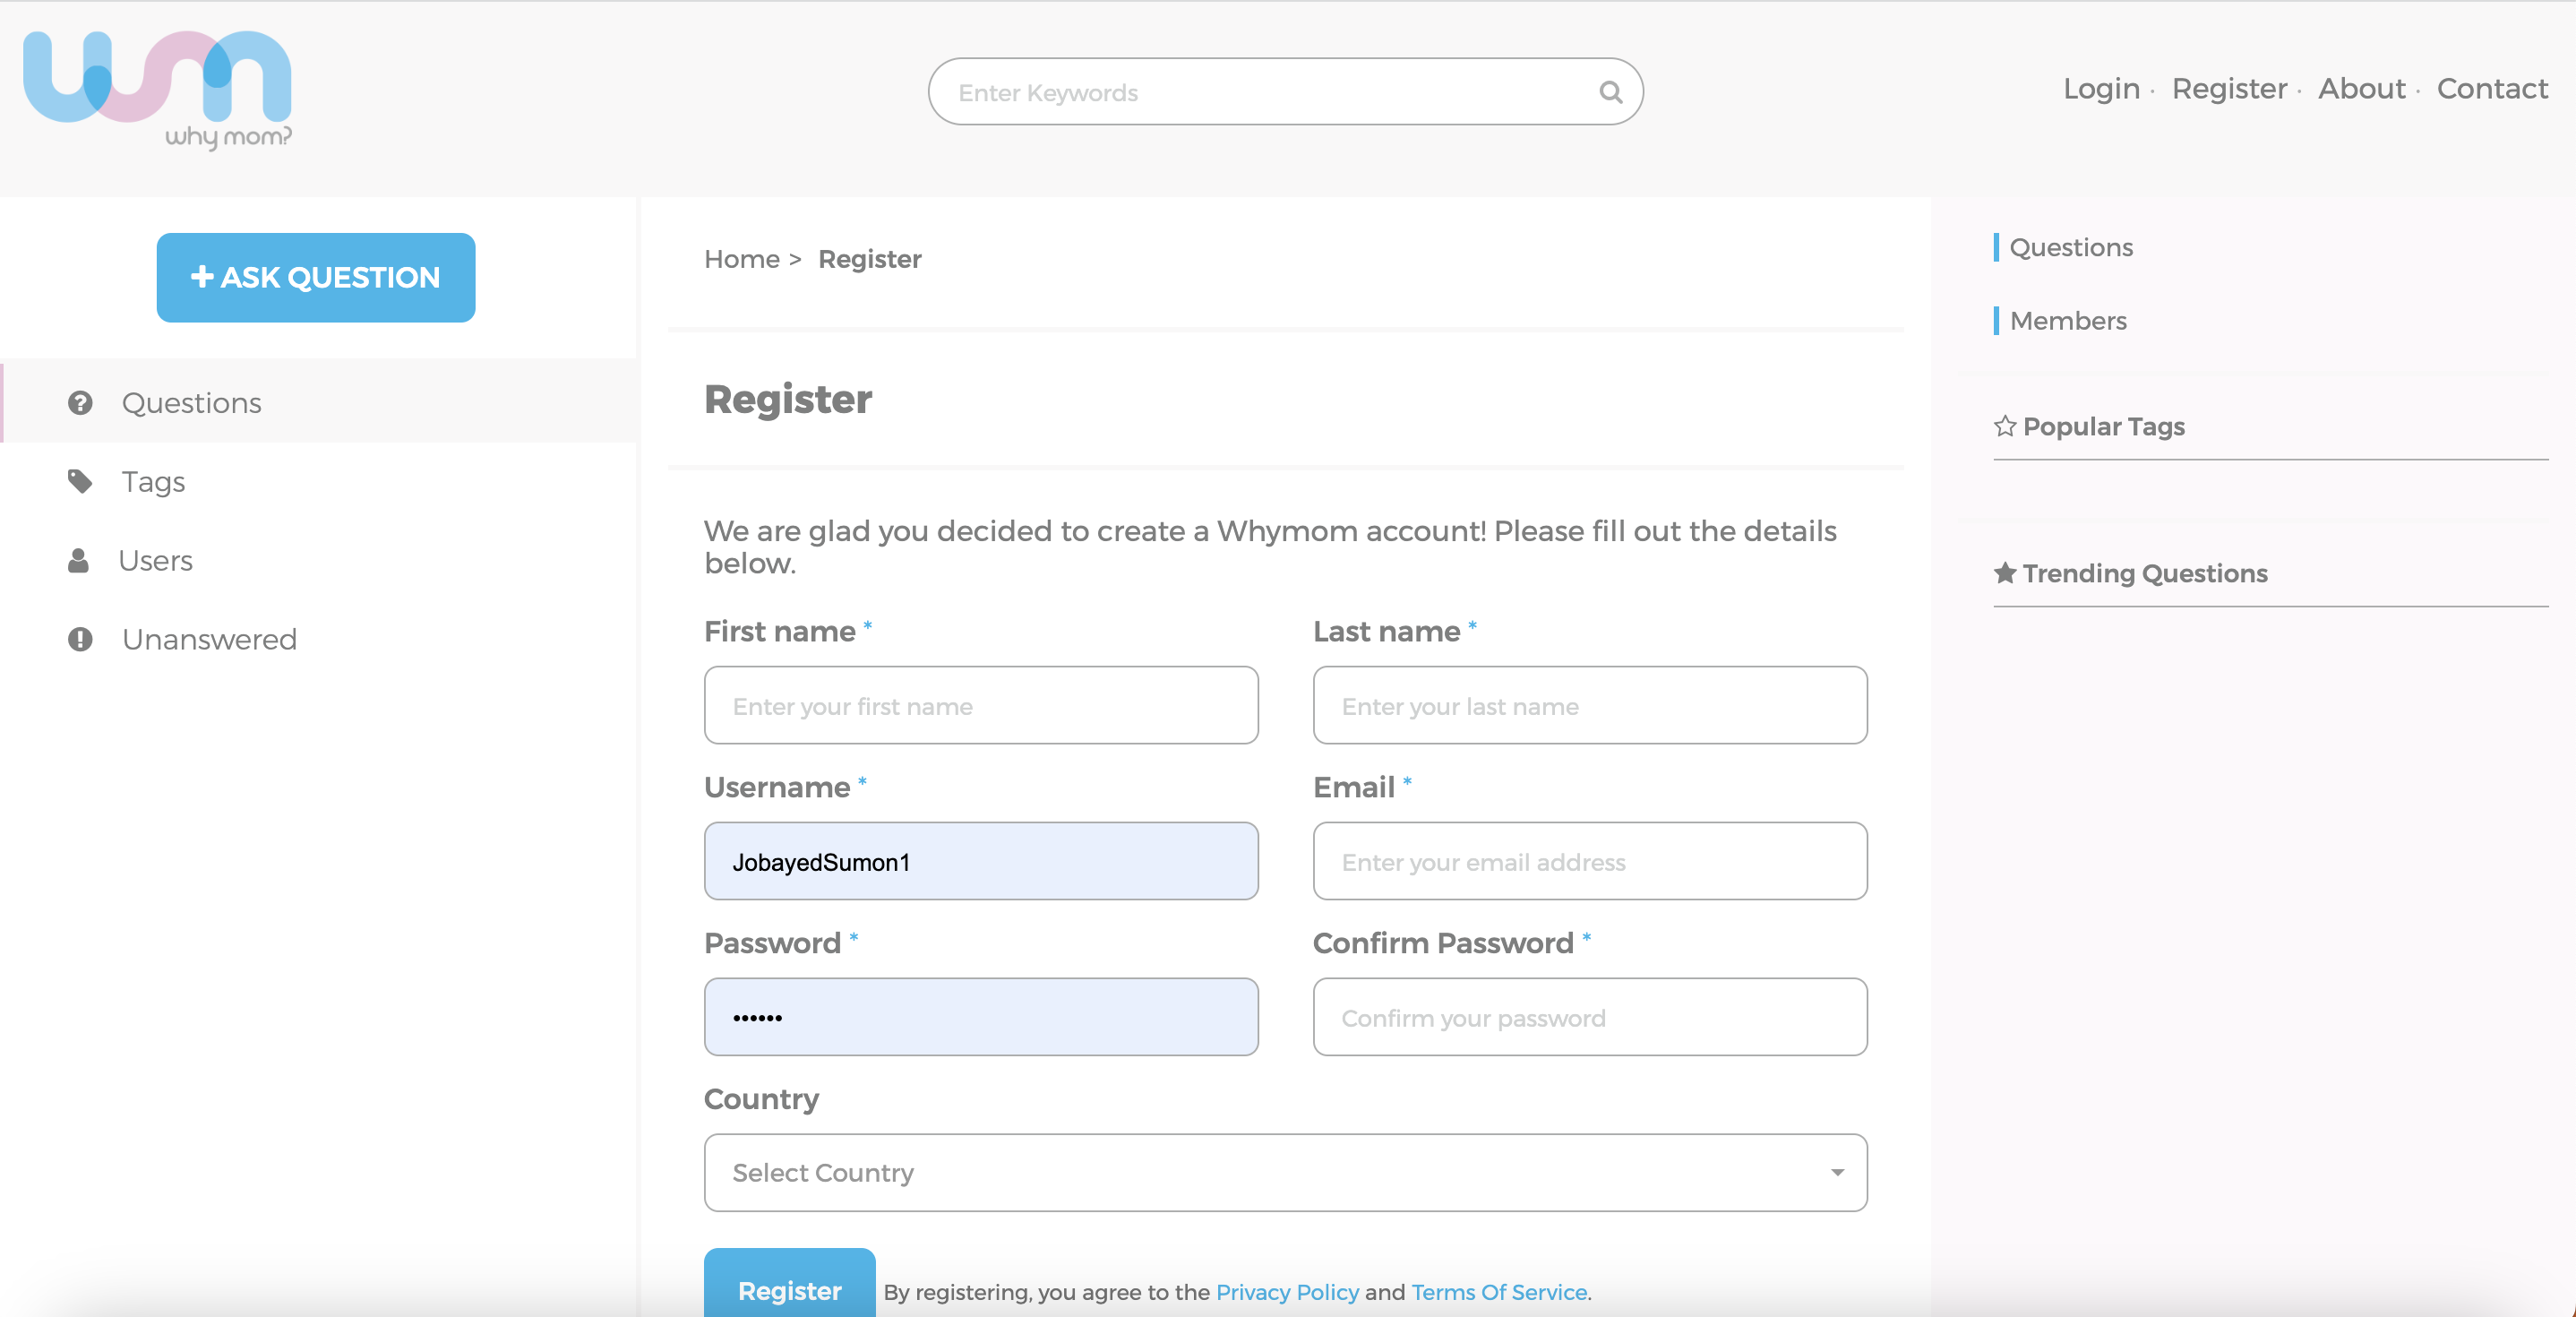 why mom?
Enter Keywords
Login · Register · About · Contact
+ ASK QUESTION
Questions
Tags
Users
Unanswered
Home > Register
Register
We are glad you decided to create a Whymom account! Please fill out the details
below.
First name *
Last name *
Enter your first name
Enter your last name
Username *
Email *
JobayedSumon1
Enter your email address
Password *
Confirm Password *
••••••
Confirm your password
Country
Select Country
Register By registering, you agree to the Privacy Policy and Terms Of Service.
Questions
Members
Popular Tags
Trending Questions